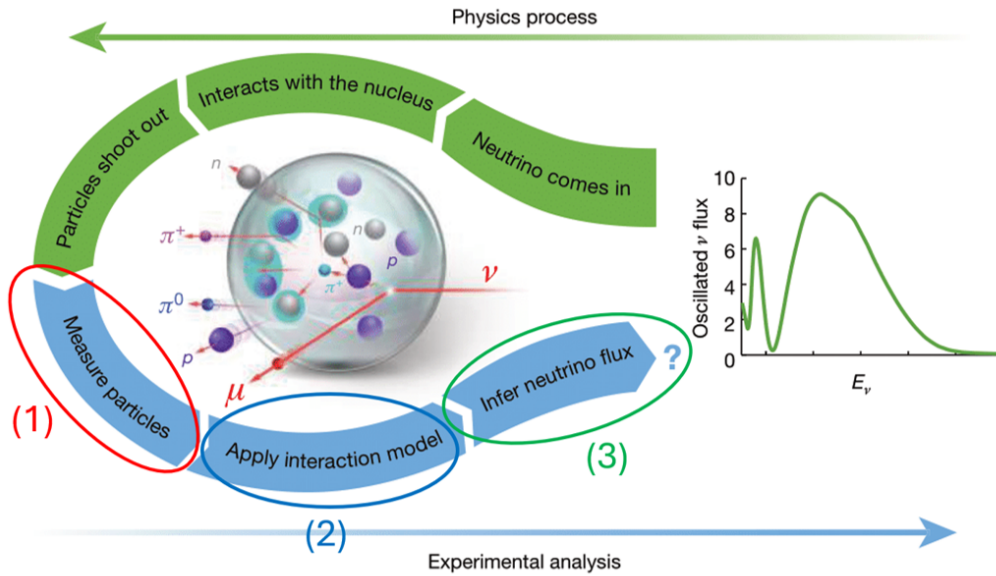 Physics process
Particles shoot out
Interacts with the nucleus
Neutrino comes in
n
π⁺
n
p
π⁺
ν
π⁰
p
μ
Oscillated ν flux
10
8
6
4
2
0
Eᵥ
Measure particles
(1)
Apply interaction model
(2)
Infer neutrino flux
?
(3)
Experimental analysis